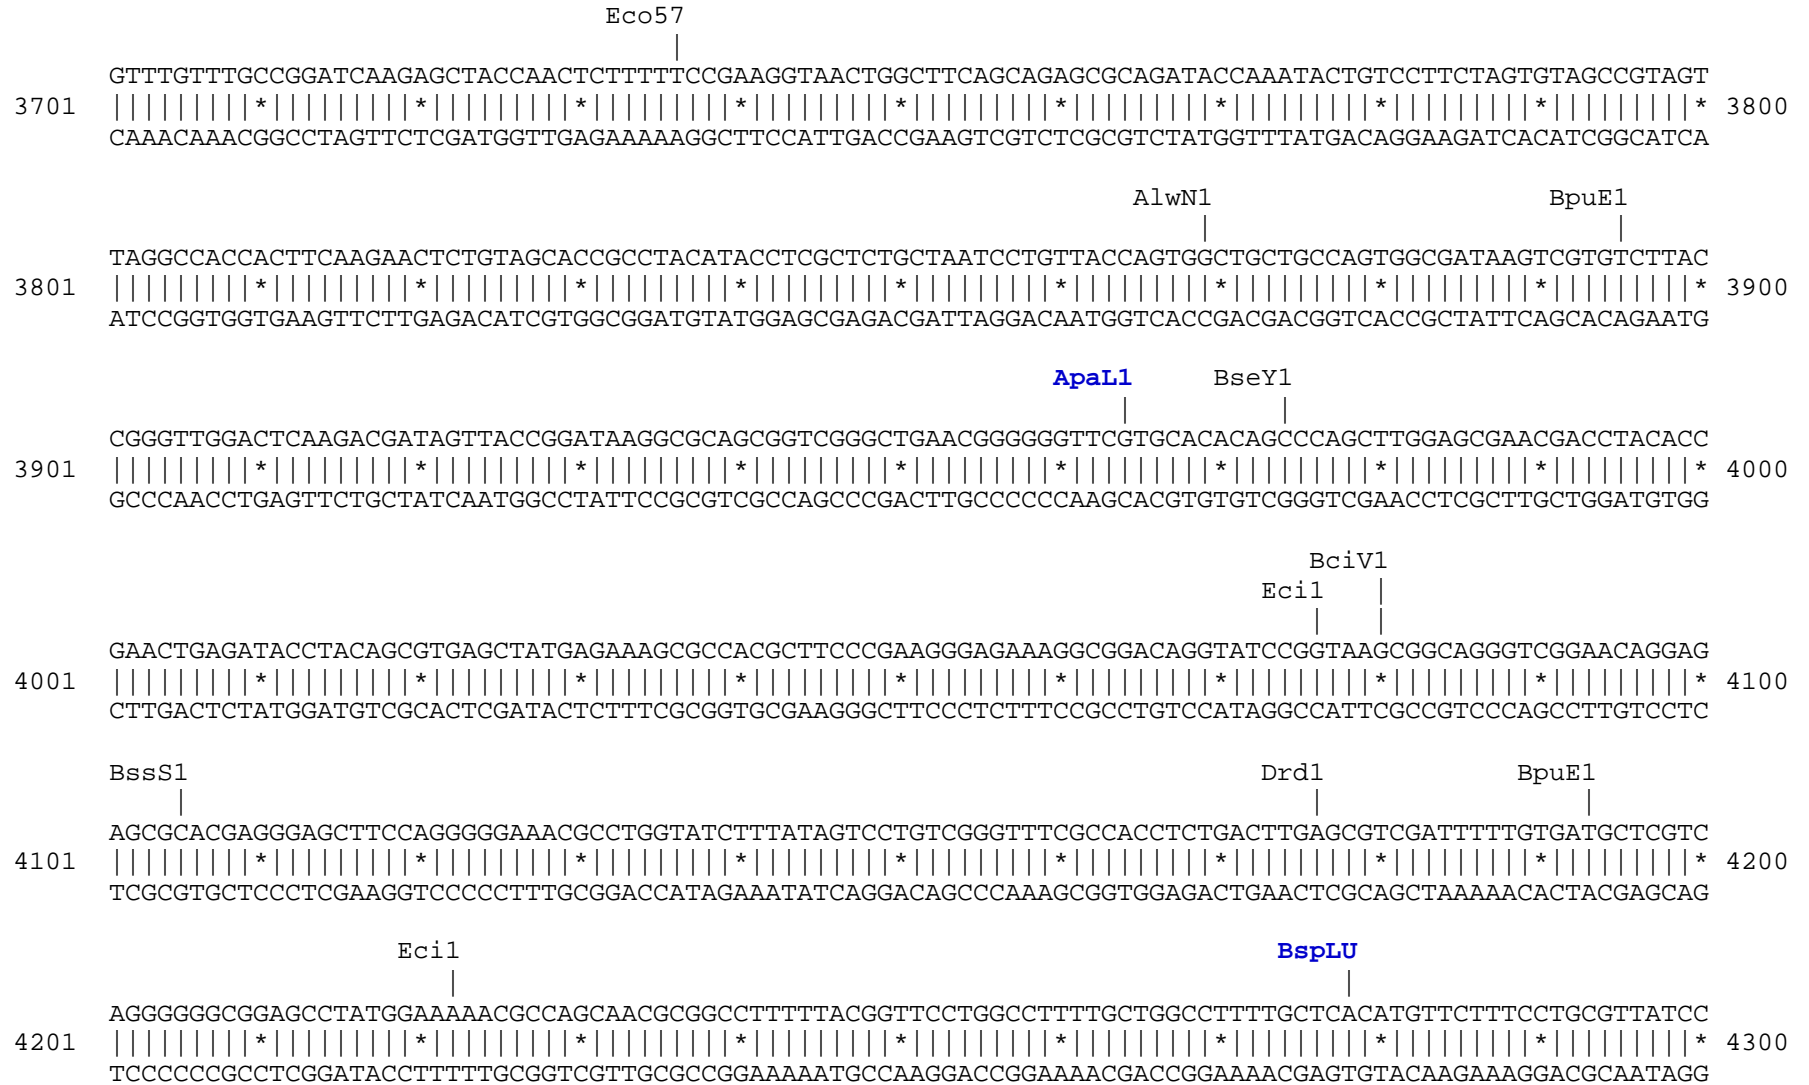 Eco57
|
GTTTGTTTGCCGGATCAAGAGCTACCAACTCTTTTTCCGAAGGTAACTGGCTTCAGCAGAGCGCAGATACCAAATACTGTCCTTCTAGTGTAGCCGTAGT
3701 |||||||||*|||||||||*|||||||||*|||||||||*|||||||||*|||||||||*|||||||||*|||||||||*|||||||||*|||||||||* 3800
CAAACAAACGGCCTAGTTCTCGATGGTTGAGAAAAAGGCTTCCATTGACCGAAGTCGTCTCGCGTCTATGGTTTATGACAGGAAGATCACATCGGCATCA
AlwN1 BpuE1
| |
TAGGCCACCACTTCAAGAACTCTGTAGCACCGCCTACATACCTCGCTCTGCTAATCCTGTTACCAGTGGCTGCTGCCAGTGGCGATAAGTCGTGTCTTAC
3801 |||||||||*|||||||||*|||||||||*|||||||||*|||||||||*|||||||||*|||||||||*|||||||||*|||||||||*|||||||||* 3900
ATCCGGTGGTGAAGTTCTTGAGACATCGTGGCGGATGTATGGAGCGAGACGATTAGGACAATGGTCACCGACGACGGTCACCGCTATTCAGCACAGAATG
ApaL1 BseY1
| |
CGGGTTGGACTCAAGACGATAGTTACCGGATAAGGCGCAGCGGTCGGGCTGAACGGGGGGTTCGTGCACACAGCCCAGCTTGGAGCGAACGACCTACACC
3901 |||||||||*|||||||||*|||||||||*|||||||||*|||||||||*|||||||||*|||||||||*|||||||||*|||||||||*|||||||||* 4000
GCCCAACCTGAGTTCTGCTATCAATGGCCTATTCCGCGTCGCCAGCCCGACTTGCCCCCCAAGCACGTGTGTCGGGTCGAACCTCGCTTGCTGGATGTGG
BciV1
Eci1 |
| |
GAACTGAGATACCTACAGCGTGAGCTATGAGAAAGCGCCACGCTTCCCGAAGGGAGAAAGGCGGACAGGTATCCGGTAAGCGGCAGGGTCGGAACAGGAG
4001 |||||||||*|||||||||*|||||||||*|||||||||*|||||||||*|||||||||*|||||||||*|||||||||*|||||||||*|||||||||* 4100
CTTGACTCTATGGATGTCGCACTCGATACTCTTTCGCGGTGCGAAGGGCTTCCCTCTTTCCGCCTGTCCATAGGCCATTCGCCGTCCCAGCCTTGTCCTC
BssS1 Drd1 BpuE1
| | |
AGCGCACGAGGGAGCTTCCAGGGGGAAACGCCTGGTATCTTTATAGTCCTGTCGGGTTTCGCCACCTCTGACTTGAGCGTCGATTTTTGTGATGCTCGTC
4101 |||||||||*|||||||||*|||||||||*|||||||||*|||||||||*|||||||||*|||||||||*|||||||||*|||||||||*|||||||||* 4200
TCGCGTGCTCCCTCGAAGGTCCCCCTTTGCGGACCATAGAAATATCAGGACAGCCCAAAGCGGTGGAGACTGAACTCGCAGCTAAAAACACTACGAGCAG
Eci1 BspLU
| |
AGGGGGGCGGAGCCTATGGAAAAACGCCAGCAACGCGGCCTTTTTACGGTTCCTGGCCTTTTGCTGGCCTTTTGCTCACATGTTCTTTCCTGCGTTATCC
4201 |||||||||*|||||||||*|||||||||*|||||||||*|||||||||*|||||||||*|||||||||*|||||||||*|||||||||*|||||||||* 4300
TCCCCCCGCCTCGGATACCTTTTTGCGGTCGTTGCGCCGGAAAAATGCCAAGGACCGGAAAACGACCGGAAAACGAGTGTACAAGAAAGGACGCAATAGG